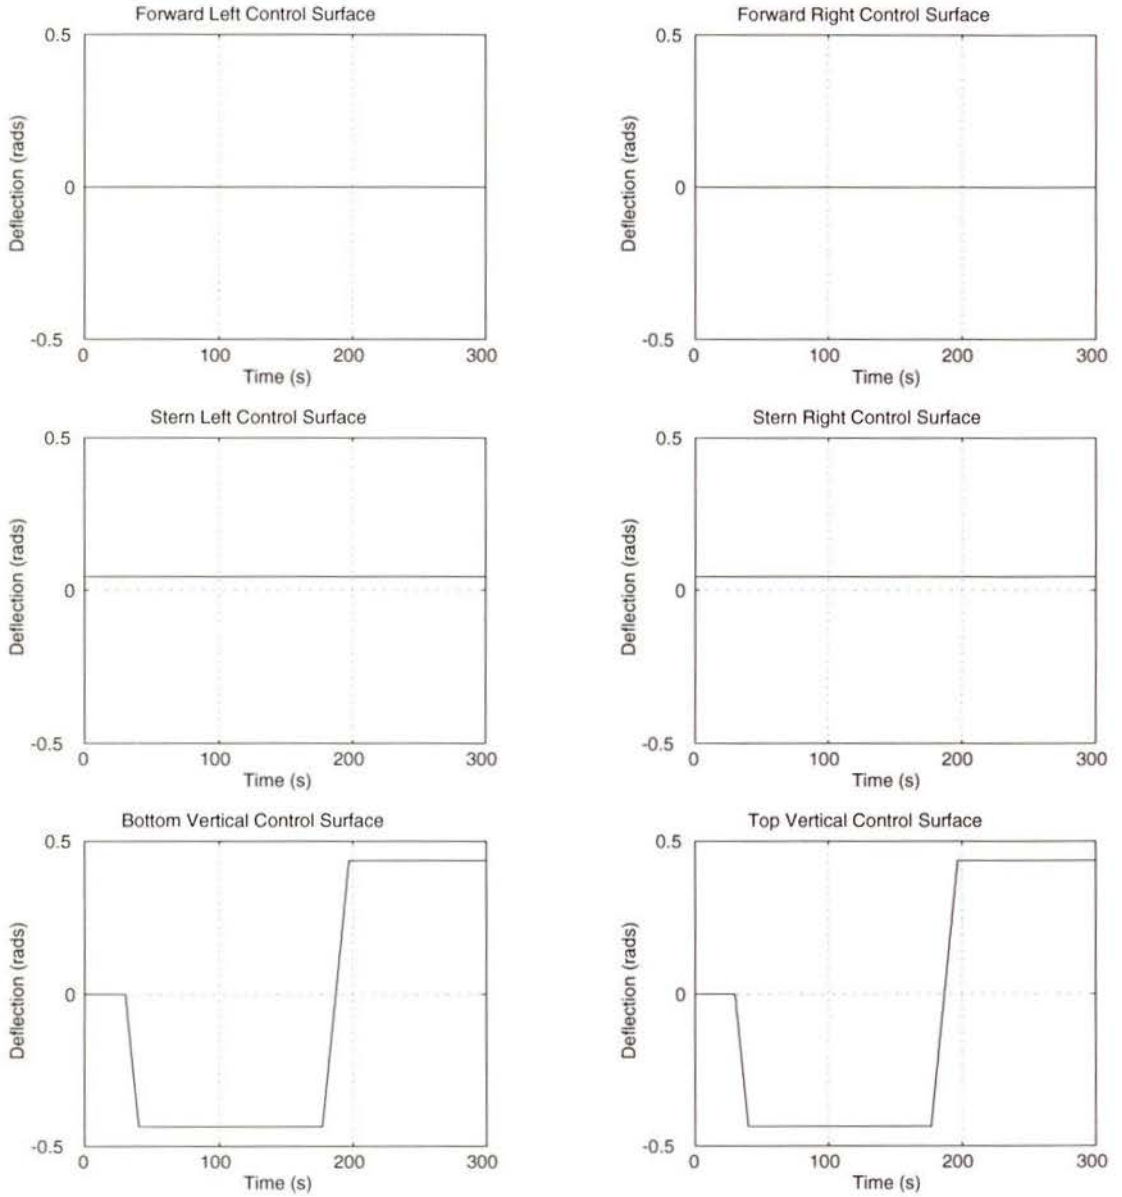 Forward Left Control Surface
0.5
0
-0.5
Deflection (rads)
0 100 200 300
Time (s)
Forward Right Control Surface
0.5
0
-0.5
Deflection (rads)
0 100 200 300
Time (s)
Stern Left Control Surface
0.5
0
-0.5
Deflection (rads)
0 100 200 300
Time (s)
Stern Right Control Surface
0.5
0
-0.5
Deflection (rads)
0 100 200 300
Time (s)
Bottom Vertical Control Surface
0.5
0
-0.5
Deflection (rads)
0 100 200 300
Time (s)
Top Vertical Control Surface
0.5
0
-0.5
Deflection (rads)
0 100 200 300
Time (s)